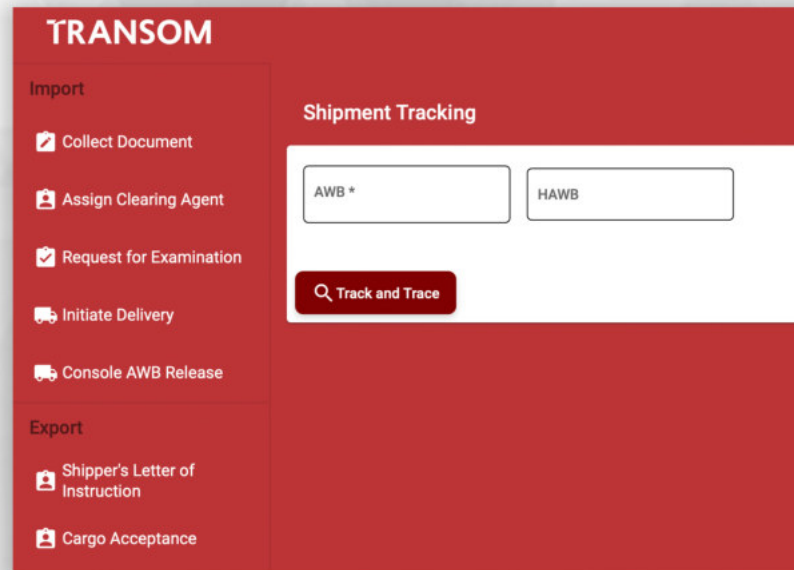 TRANSOM
Import
Collect Document
Assign Clearing Agent
Request for Examination
Initiate Delivery
Console AWB Release
Export
Shipper's Letter of
Instruction
Cargo Acceptance
Shipment Tracking
AWB *
HAWB
Track and Trace